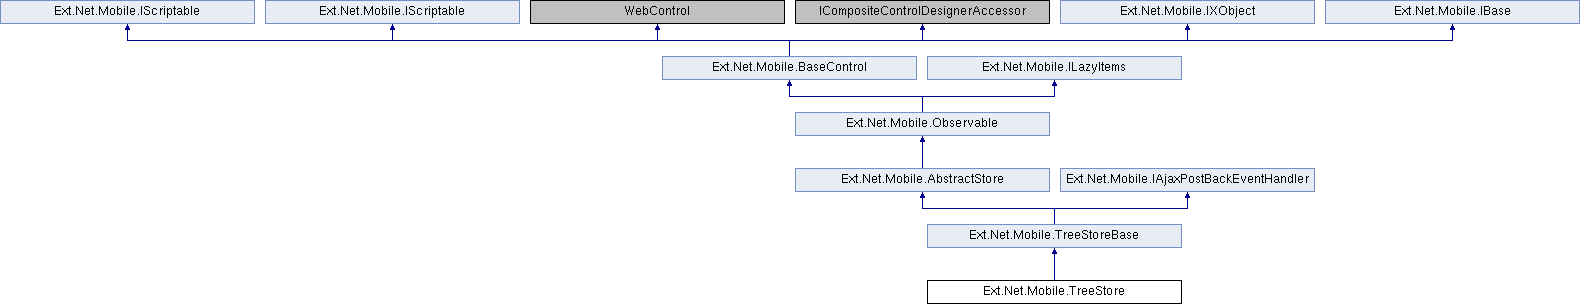 Ext.Net.Mobile.IScriptable
Ext.Net.Mobile.IScriptable
WebControl
ICompositeControlDesignerAccessor
Ext.Net.Mobile.IXObject
Ext.Net.Mobile.IBase
Ext.Net.Mobile.BaseControl
Ext.Net.Mobile.ILazyItems
Ext.Net.Mobile.Observable
Ext.Net.Mobile.AbstractStore
Ext.Net.Mobile.IAjaxPostBackEventHandler
Ext.Net.Mobile.TreeStoreBase
Ext.Net.Mobile.TreeStore